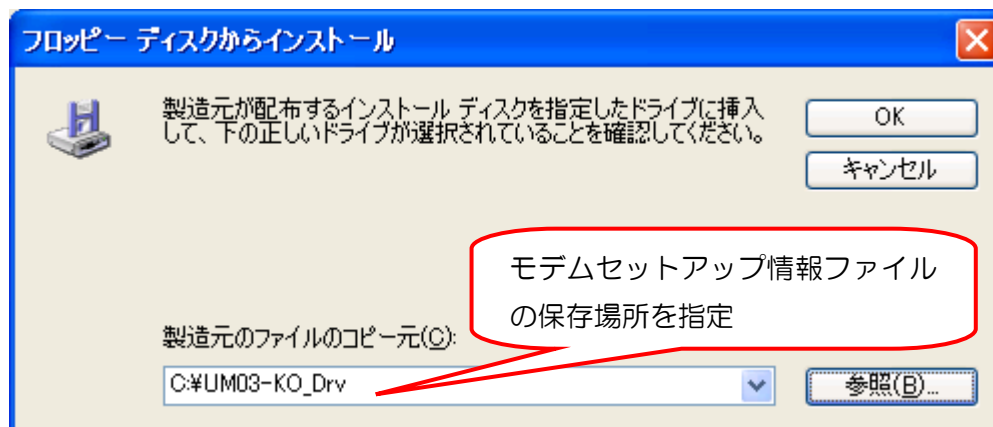 フロッピー ディスクからインストール
製造元が配布するインストール ディスクを指定したドライブに挿入
して、下の正しいドライブが選択されていることを確認してください。
OK
キャンセル
モデムセットアップ情報ファイル
の保存場所を指定
製造元のファイルのコピー元(C):
C:¥UM03-KO_Drv
参照(B)...